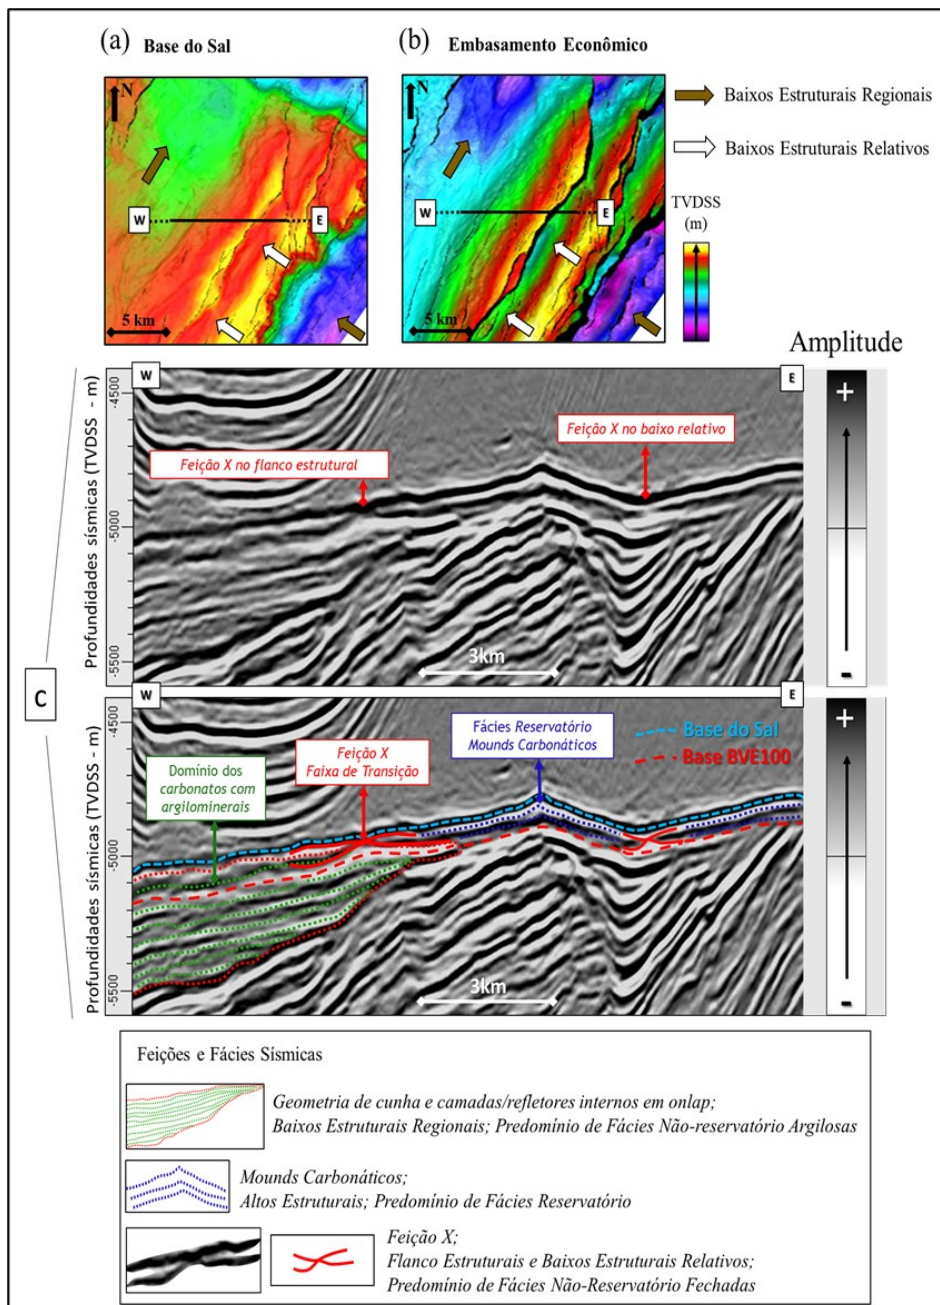 (a) Base do Sal
(b) Embasamento Econômico
N
W
E
5 km
N
W
E
5 km
Baixos Estruturais Regionais
Baixos Estruturais Relativos
TVDSS
(m)
Amplitude
C
Profundidades sísmicas (TVDSS - m)
-4500
-5000
-5500
W
E
Feição X no flanco estrutural
Feição X no baixo relativo
3km
+
-
Profundidades sísmicas (TVDSS - m)
-4500
-5000
-5500
W
E
Domínio dos
carbonatos com
argilominerais
Feição X
Faixa de Transição
Fácies Reservatório
Mounds Carbonáticos
Base do Sal
Base BVE100
3km
+
-
Feições e Fácies Sísmicas
Geometria de cunha e camadas/refletores internos em onlap;
Baixos Estruturais Regionais; Predomínio de Fácies Não-reservatório Argilosas
Mounds Carbonáticos;
Altos Estruturais; Predomínio de Fácies Reservatório
Feição X;
Flanco Estruturais e Baixos Estruturais Relativos;
Predomínio de Fácies Não-Reservatório Fechadas